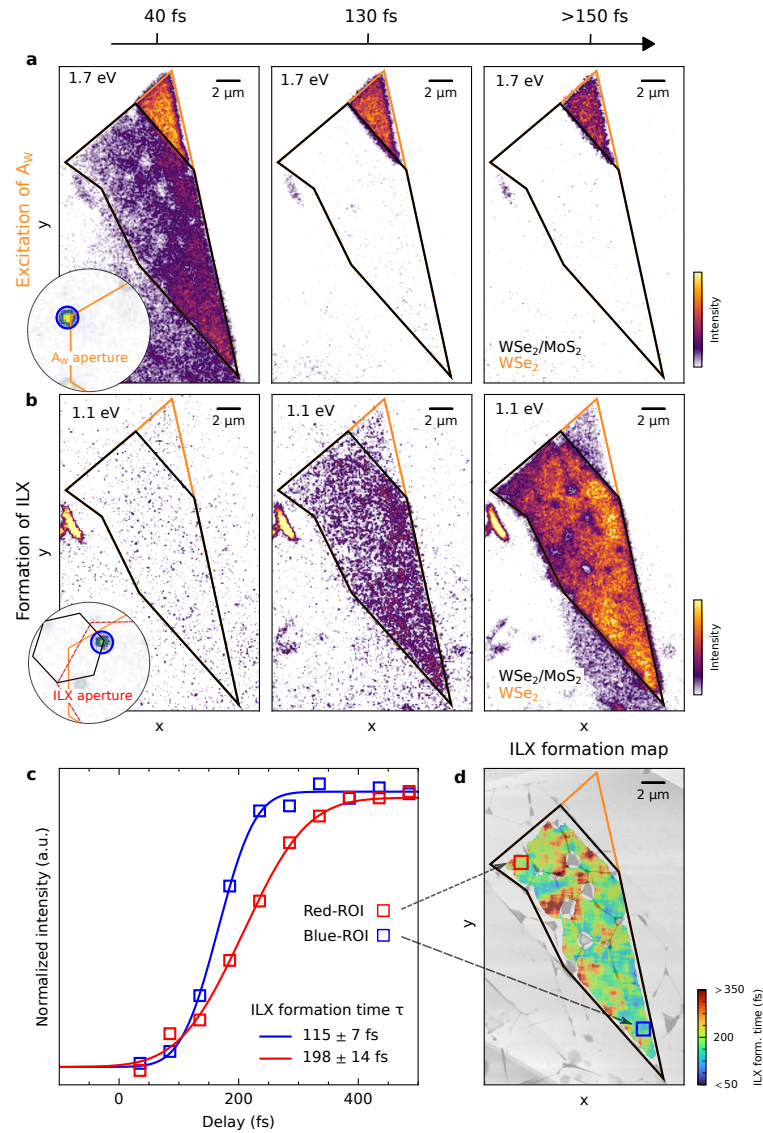 40 fs
130 fs
>150 fs
a
1.7 eV
2 μm
1.7 eV
2 μm
1.7 eV
2 μm
Excitation of A_W
y
A_W aperture
WSe₂/MoS₂
WSe₂
Intensity
b
1.1 eV
2 μm
1.1 eV
2 μm
1.1 eV
2 μm
Formation of ILX
y
ILX aperture
WSe₂/MoS₂
WSe₂
Intensity
x
x
x
c
Normalized intensity (a.u.)
Red-ROI
Blue-ROI
ILX formation time τ
115 ± 7 fs
198 ± 14 fs
0
200
400
Delay (fs)
ILX formation map
d
2 μm
y
x
>350
200
<50
ILX form. time (fs)